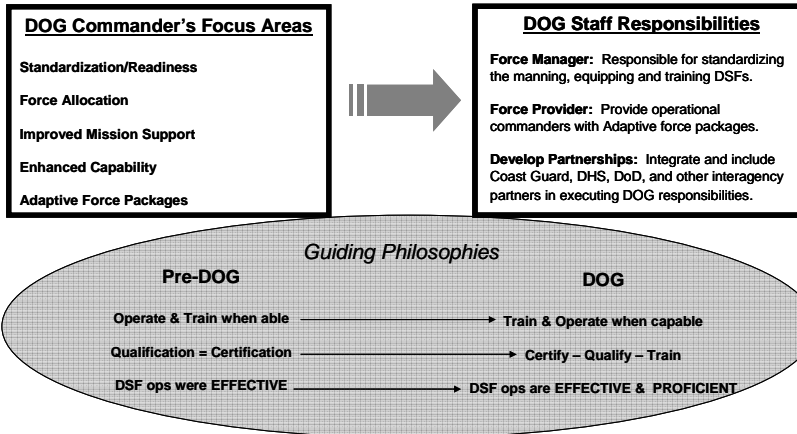 DOG Commander's Focus Areas
Standardization/Readiness
Force Allocation
Improved Mission Support
Enhanced Capability
Adaptive Force Packages
DOG Staff Responsibilities
Force Manager: Responsible for standardizing
the manning, equipping and training DSFs.
Force Provider: Provide operational
commanders with Adaptive force packages.
Develop Partnerships: Integrate and include
Coast Guard, DHS, DoD, and other interagency
partners in executing DOG responsibilities.
Guiding Philosophies
Pre-DOG
DOG
Operate & Train when able
Train & Operate when capable
Qualification = Certification
Certify – Qualify – Train
DSF ops were EFFECTIVE
DSF ops are EFFECTIVE & PROFICIENT